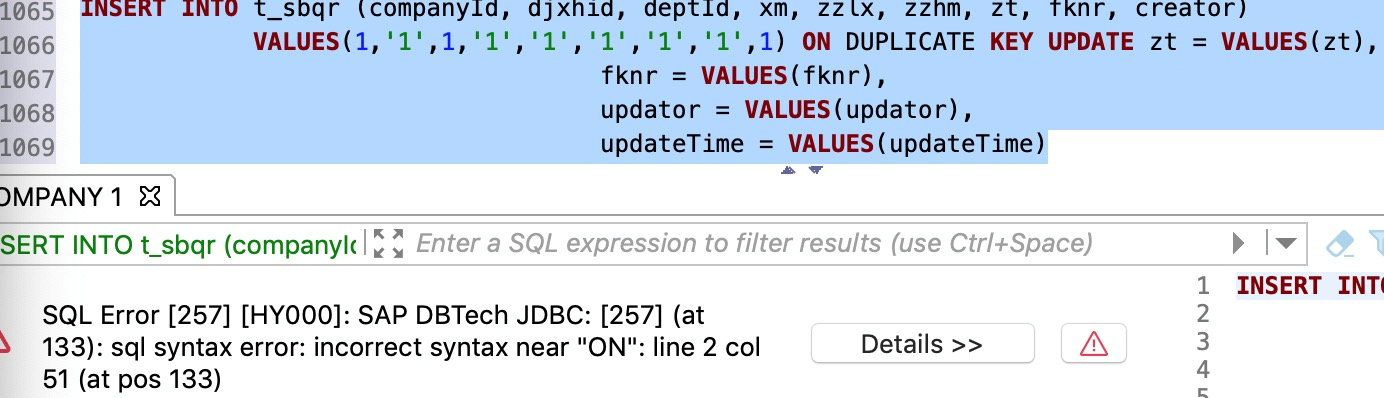 1065 INSERT INTO t_sbqr (companyId, djxhid, deptId, xm, zzlx, zzhm, zt, fknr, creator)
1066 VALUES(1,'1',1,'1','1','1','1','1',1) ON DUPLICATE KEY UPDATE zt = VALUES(zt),
1067 fknr = VALUES(fknr),
1068 updator = VALUES(updator),
1069 updateTime = VALUES(updateTime)
OMPANY 1
SERT INTO t_sbqr (companyId Enter a SQL expression to filter results (use Ctrl+Space)
SQL Error [257] [HY000]: SAP DBTech JDBC: [257] (at
133): sql syntax error: incorrect syntax near "ON": line 2 col
51 (at pos 133)
Details >>
1 INSERT INTO
2
3
4
5